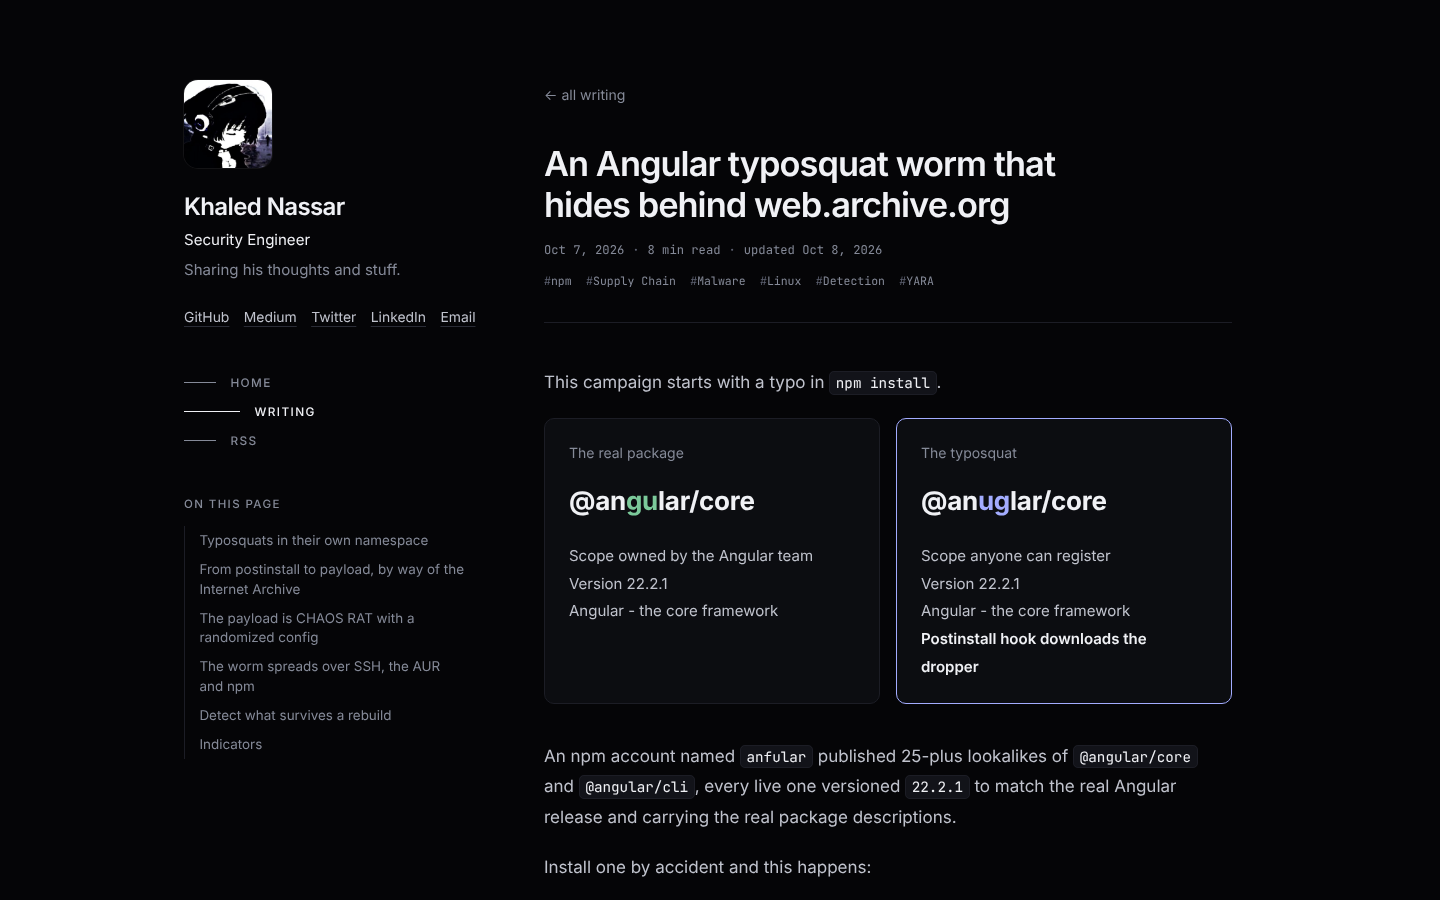 Khaled Nassar
Security Engineer
Sharing his thoughts and stuff.
GitHub Medium Twitter LinkedIn Email
HOME
WRITING
RSS
ON THIS PAGE
Typosquats in their own namespace
From postinstall to payload, by way of the
Internet Archive
The payload is CHAOS RAT with a
randomized config
The worm spreads over SSH, the AUR
and npm
Detect what survives a rebuild
Indicators
← all writing
An Angular typosquat worm that
hides behind web.archive.org
Oct 7, 2026 · 8 min read · updated Oct 8, 2026
#npm #Supply Chain #Malware #Linux #Detection #YARA
This campaign starts with a typo in npm install.
The real package
@angular/core
Scope owned by the Angular team
Version 22.2.1
Angular - the core framework
The typosquat
@anuglar/core
Scope anyone can register
Version 22.2.1
Angular - the core framework
Postinstall hook downloads the
dropper
An npm account named anfular published 25-plus lookalikes of @angular/core
and @angular/cli, every live one versioned 22.2.1 to match the real Angular
release and carrying the real package descriptions.
Install one by accident and this happens: